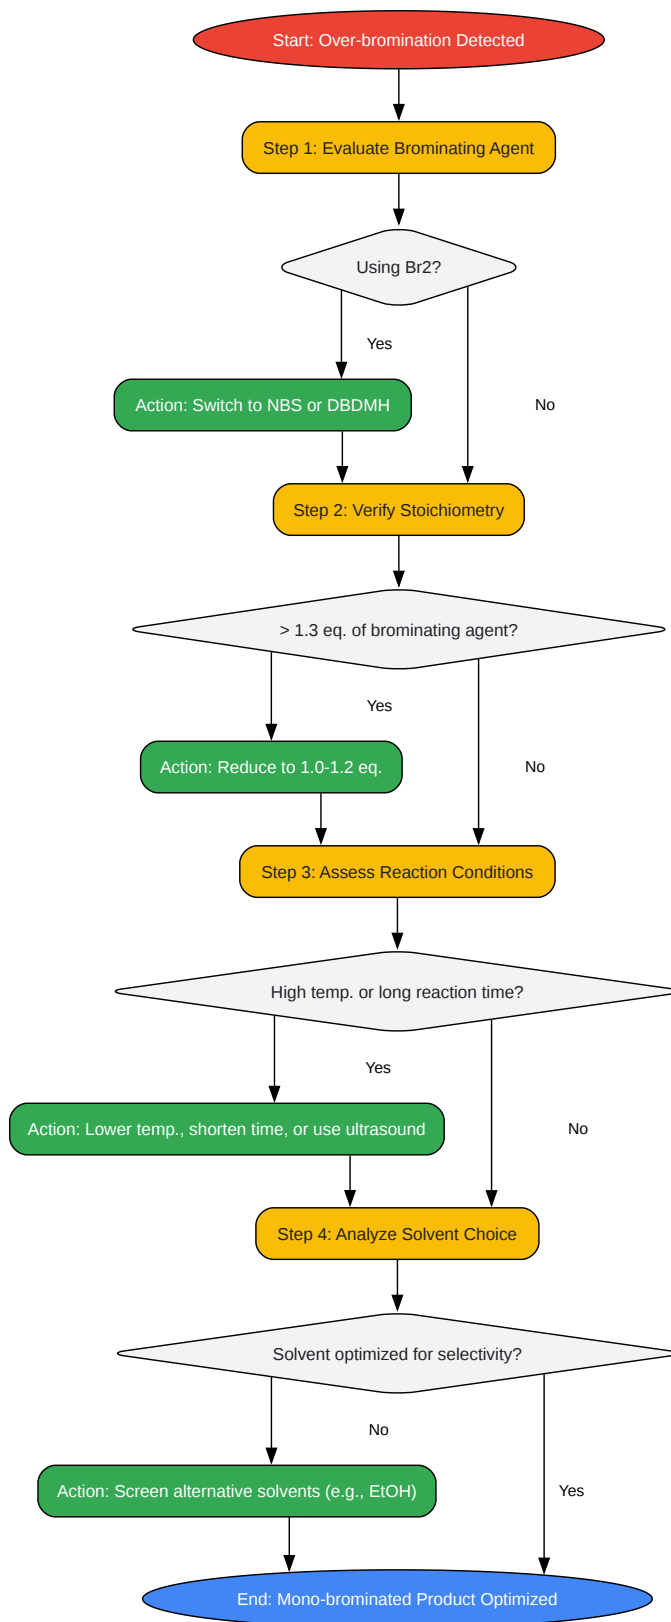 Start: Over-bromination Detected
Step 1: Evaluate Brominating Agent
Using Br2?
Yes
Action: Switch to NBS or DBDMH
No
Step 2: Verify Stoichiometry
> 1.3 eq. of brominating agent?
Yes
Action: Reduce to 1.0-1.2 eq.
No
Step 3: Assess Reaction Conditions
High temp. or long reaction time?
Yes
Action: Lower temp., shorten time, or use ultrasound
No
Step 4: Analyze Solvent Choice
Solvent optimized for selectivity?
No
Action: Screen alternative solvents (e.g., EtOH)
Yes
End: Mono-brominated Product Optimized